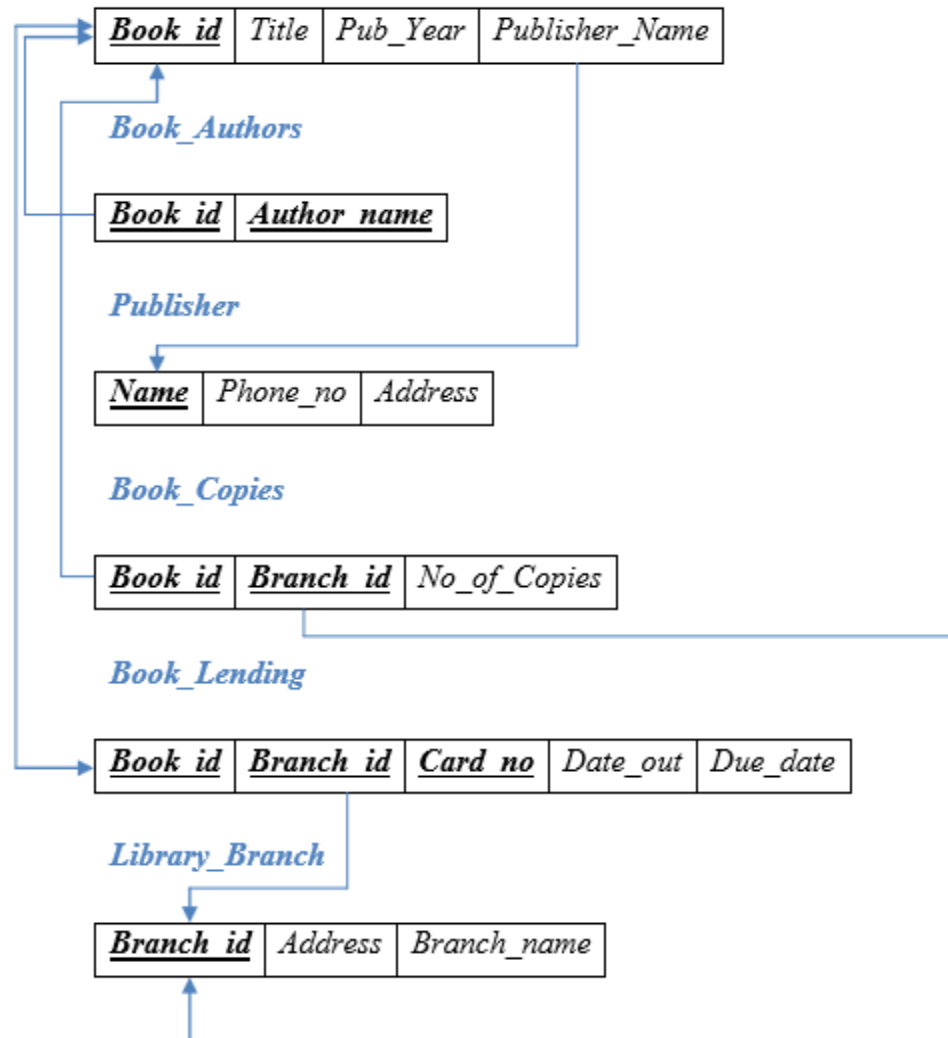 Book_id Title Pub_Year Publisher_Name
Book_Authors
Book_id Author_name
Publisher
Name Phone_no Address
Book_Copies
Book_id Branch_id No_of_Copies
Book_Lending
Book_id Branch_id Card_no Date_out Due_date
Library_Branch
Branch_id Address Branch_name